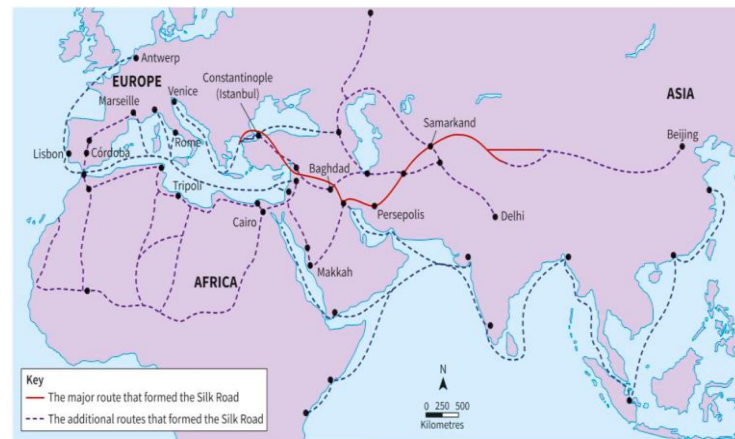 Antwerp
EUROPE
Venice
Constantinople
(Istanbul)
Marseille
ASIA
Samarkand
Beijing
Lisbon
Córdoba
Rome
Baghdad
Tripoli
Persepolis
Delhi
Cairo
Makkah
AFRICA
Key
The major route that formed the Silk Road
The additional routes that formed the Silk Road
N
0 250 500
Kilometres